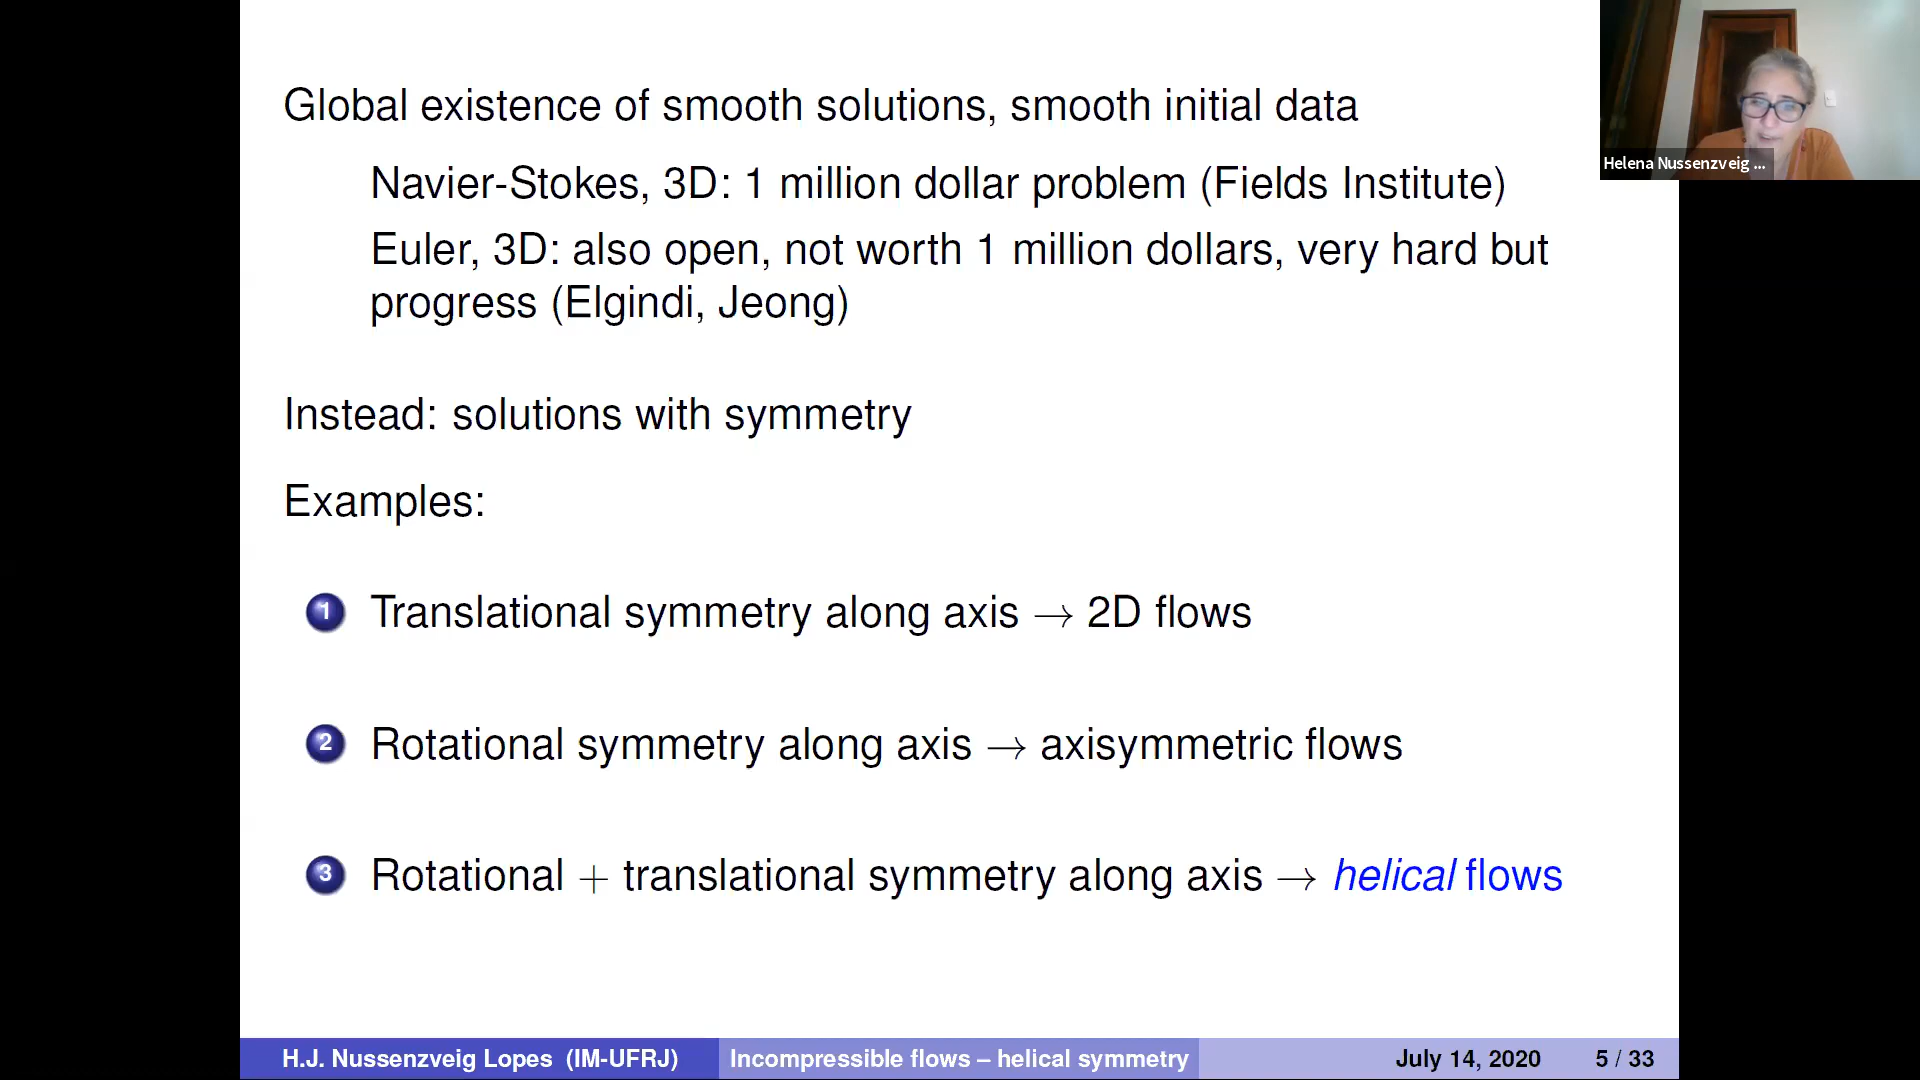 Global existence of smooth solutions, smooth initial data
Navier-Stokes, 3D: 1 million dollar problem (Fields Institute)
Euler, 3D: also open, not worth 1 million dollars, very hard but
progress (Elgindi, Jeong)
Instead: solutions with symmetry
Examples:
1 Translational symmetry along axis → 2D flows
2 Rotational symmetry along axis → axisymmetric flows
3 Rotational + translational symmetry along axis → helical flows
H.J. Nussenzveig Lopes (IM-UFRJ) Incompressible flows – helical symmetry July 14, 2020 5 / 33
Helena Nussenzveig ...